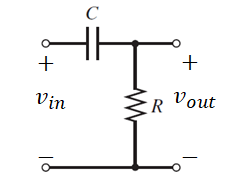 C
+ +
v_in R v_out
− −